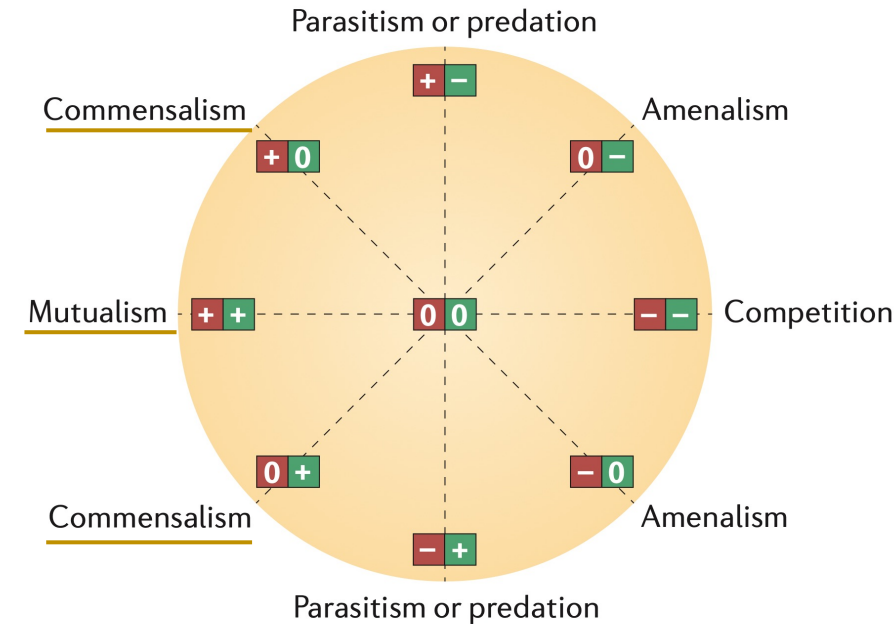 Parasitism or predation
+ −
Commensalism
Amenalism
+ 0
0 −
Mutualism
+ +
0 0
− −
Competition
0 +
− 0
Commensalism
Amenalism
− +
Parasitism or predation